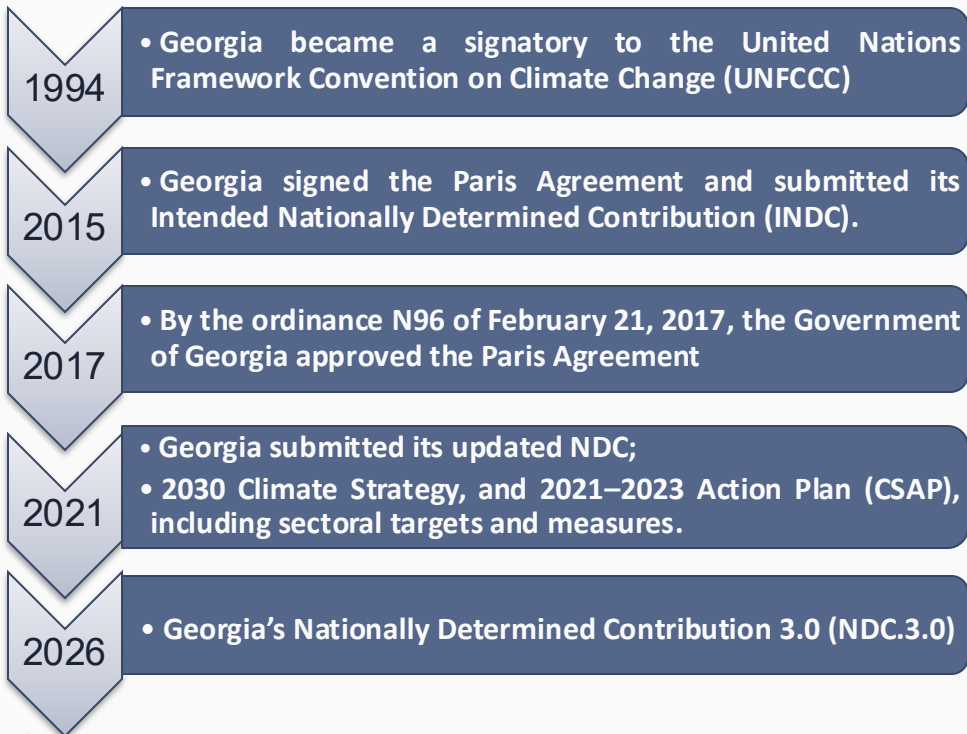 1994
• Georgia became a signatory to the United Nations
Framework Convention on Climate Change (UNFCCC)
2015
• Georgia signed the Paris Agreement and submitted its
Intended Nationally Determined Contribution (INDC).
2017
• By the ordinance N96 of February 21, 2017, the Government
of Georgia approved the Paris Agreement
2021
• Georgia submitted its updated NDC;
• 2030 Climate Strategy, and 2021–2023 Action Plan (CSAP),
including sectoral targets and measures.
2026
• Georgia’s Nationally Determined Contribution 3.0 (NDC.3.0)